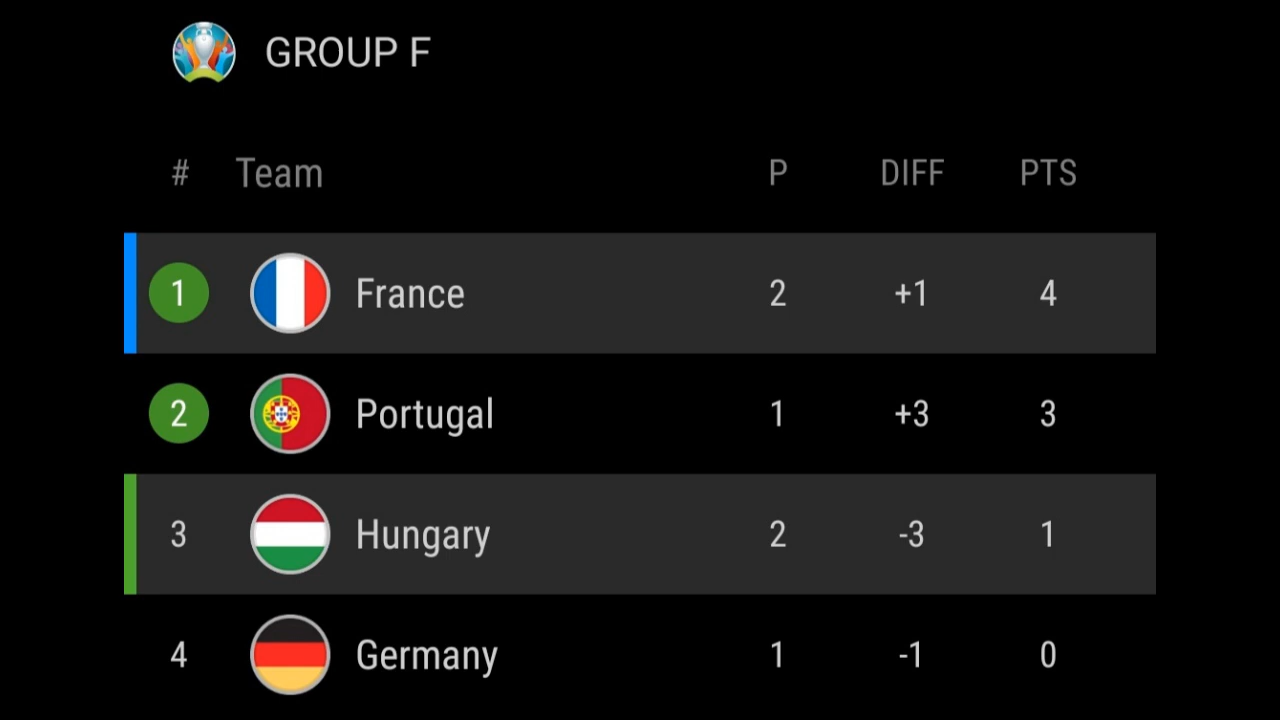 GROUP F
# Team P DIFF PTS
1 France 2 +1 4
2 Portugal 1 +3 3
3 Hungary 2 -3 1
4 Germany 1 -1 0